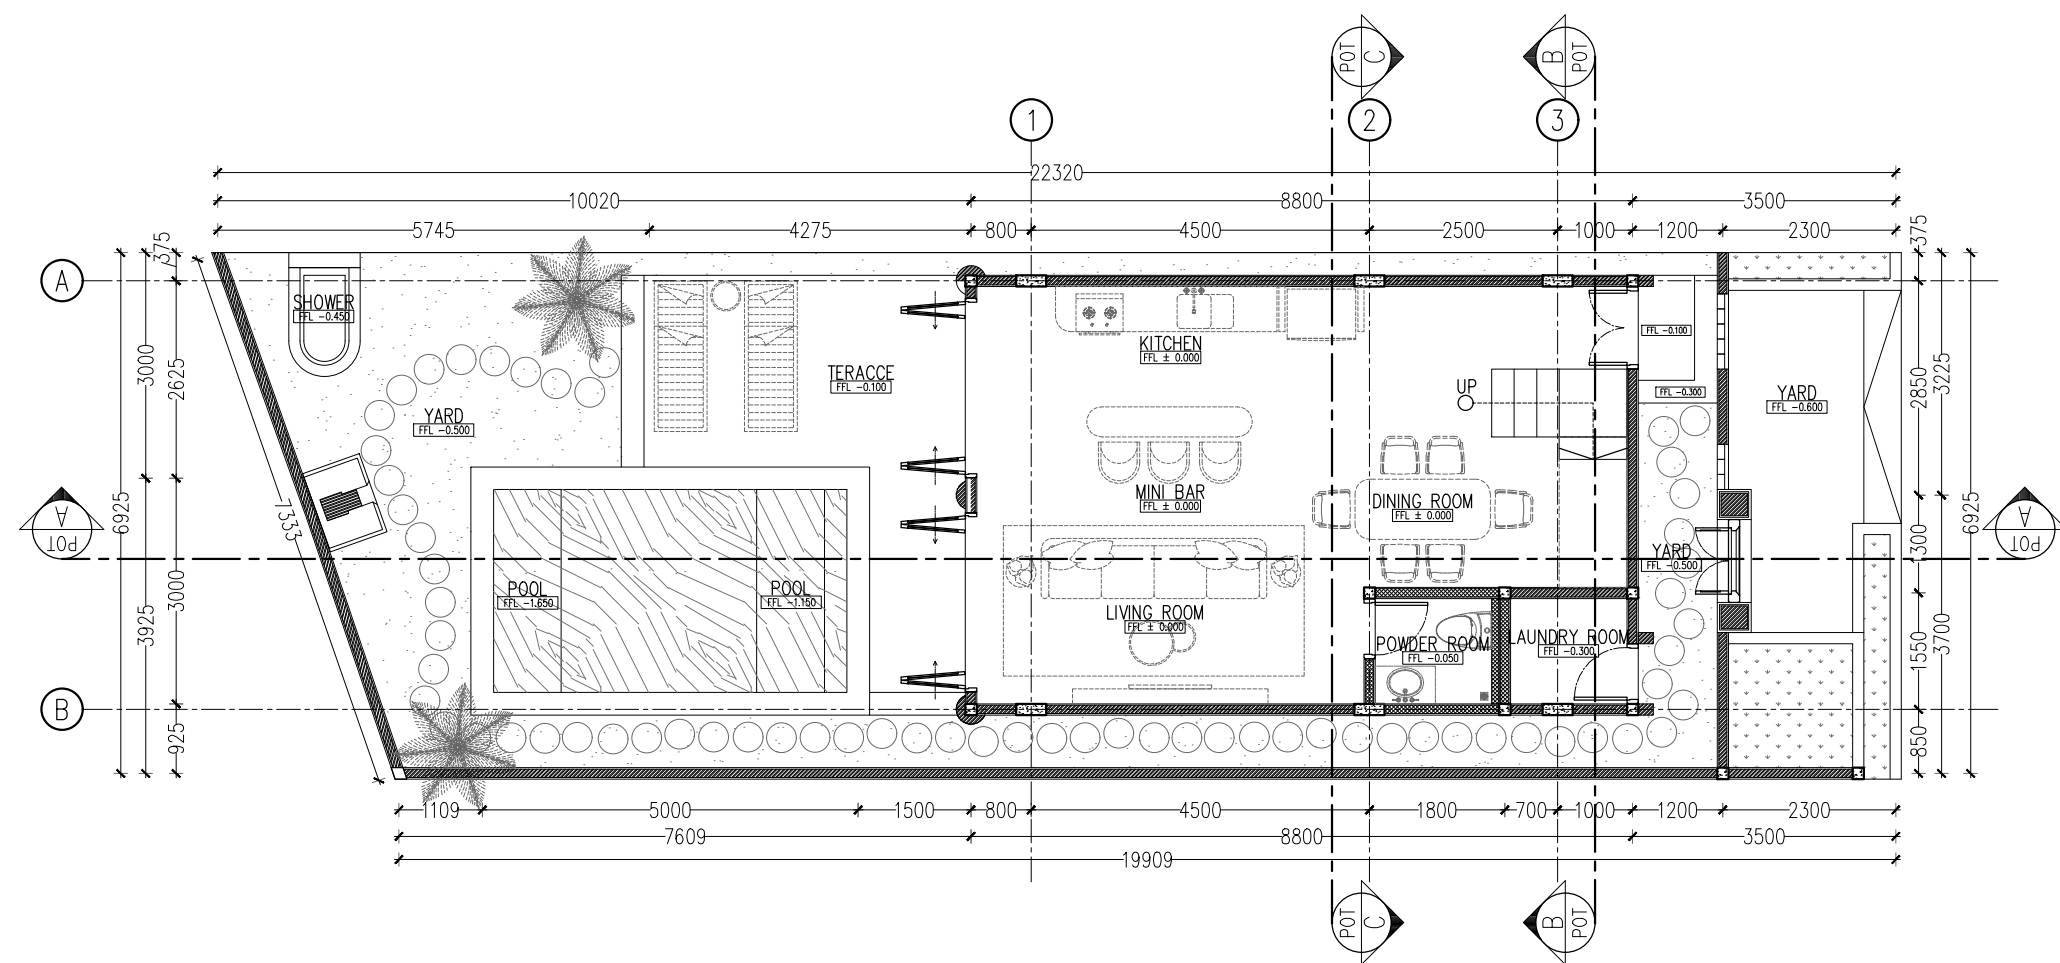 POT
C
B
POT
1
2
3
22320
10020
8800
3500
5745
4275
800
4500
2500
1000
1200
2300
375
375
A
SHOWER
FFL -0.450
KITCHEN
FFL ± 0.000
FFL -0.100
TERACCE
FFL -0.100
UP
FFL -0.300
YARD
FFL -0.600
YARD
FFL -0.500
3000
2625
2850
3225
MINI BAR
FFL ± 0.000
DINING ROOM
FFL ± 0.000
A
POT
6925
7333
300
6925
A
POT
YARD
FFL -0.500
POOL
FFL -1.650
POOL
FFL -1.150
LIVING ROOM
FFL ± 0.000
POWDER ROOM
FFL -0.050
LAUNDRY ROOM
FFL -0.300
3925
3000
1550
3700
B
925
850
1109
5000
1500
800
4500
1800
700
1000
1200
2300
7609
8800
3500
19909
POT
C
B
POT